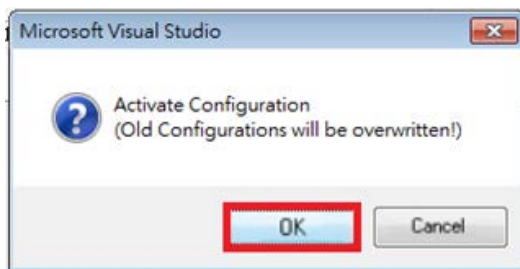 Microsoft Visual Studio
Activate Configuration
(Old Configurations will be overwritten!)
OK
Cancel